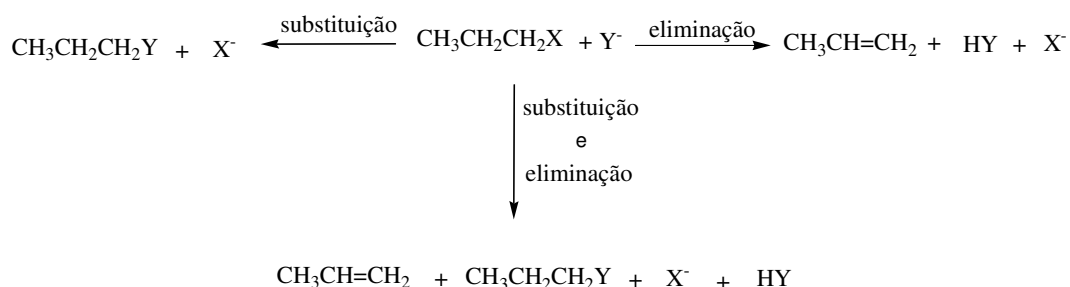 CH₃CH₂CH₂Y + X⁻ substituição CH₃CH₂CH₂X + Y⁻ eliminação CH₃CH=CH₂ + HY + X⁻
substituição
e
eliminação
CH₃CH=CH₂ + CH₃CH₂CH₂Y + X⁻ + HY